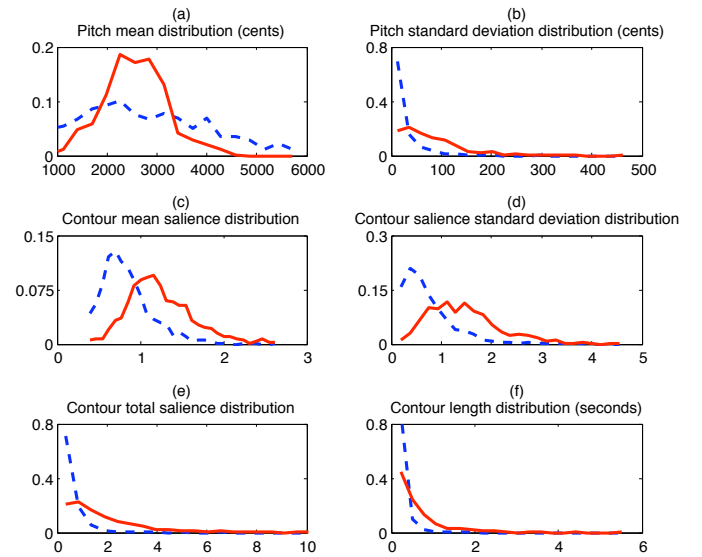 (a)
Pitch mean distribution (cents)
0.2
0.1
0
1000 2000 3000 4000 5000 6000
(b)
Pitch standard deviation distribution (cents)
0.8
0.4
0
0 100 200 300 400 500
(c)
Contour mean salience distribution
0.15
0.075
0
0 1 2 3
(d)
Contour salience standard deviation distribution
0.3
0.15
0
0 1 2 3 4 5
(e)
Contour total salience distribution
0.8
0.4
0
0 2 4 6 8 10
(f)
Contour length distribution (seconds)
0.8
0.4
0
0 2 4 6